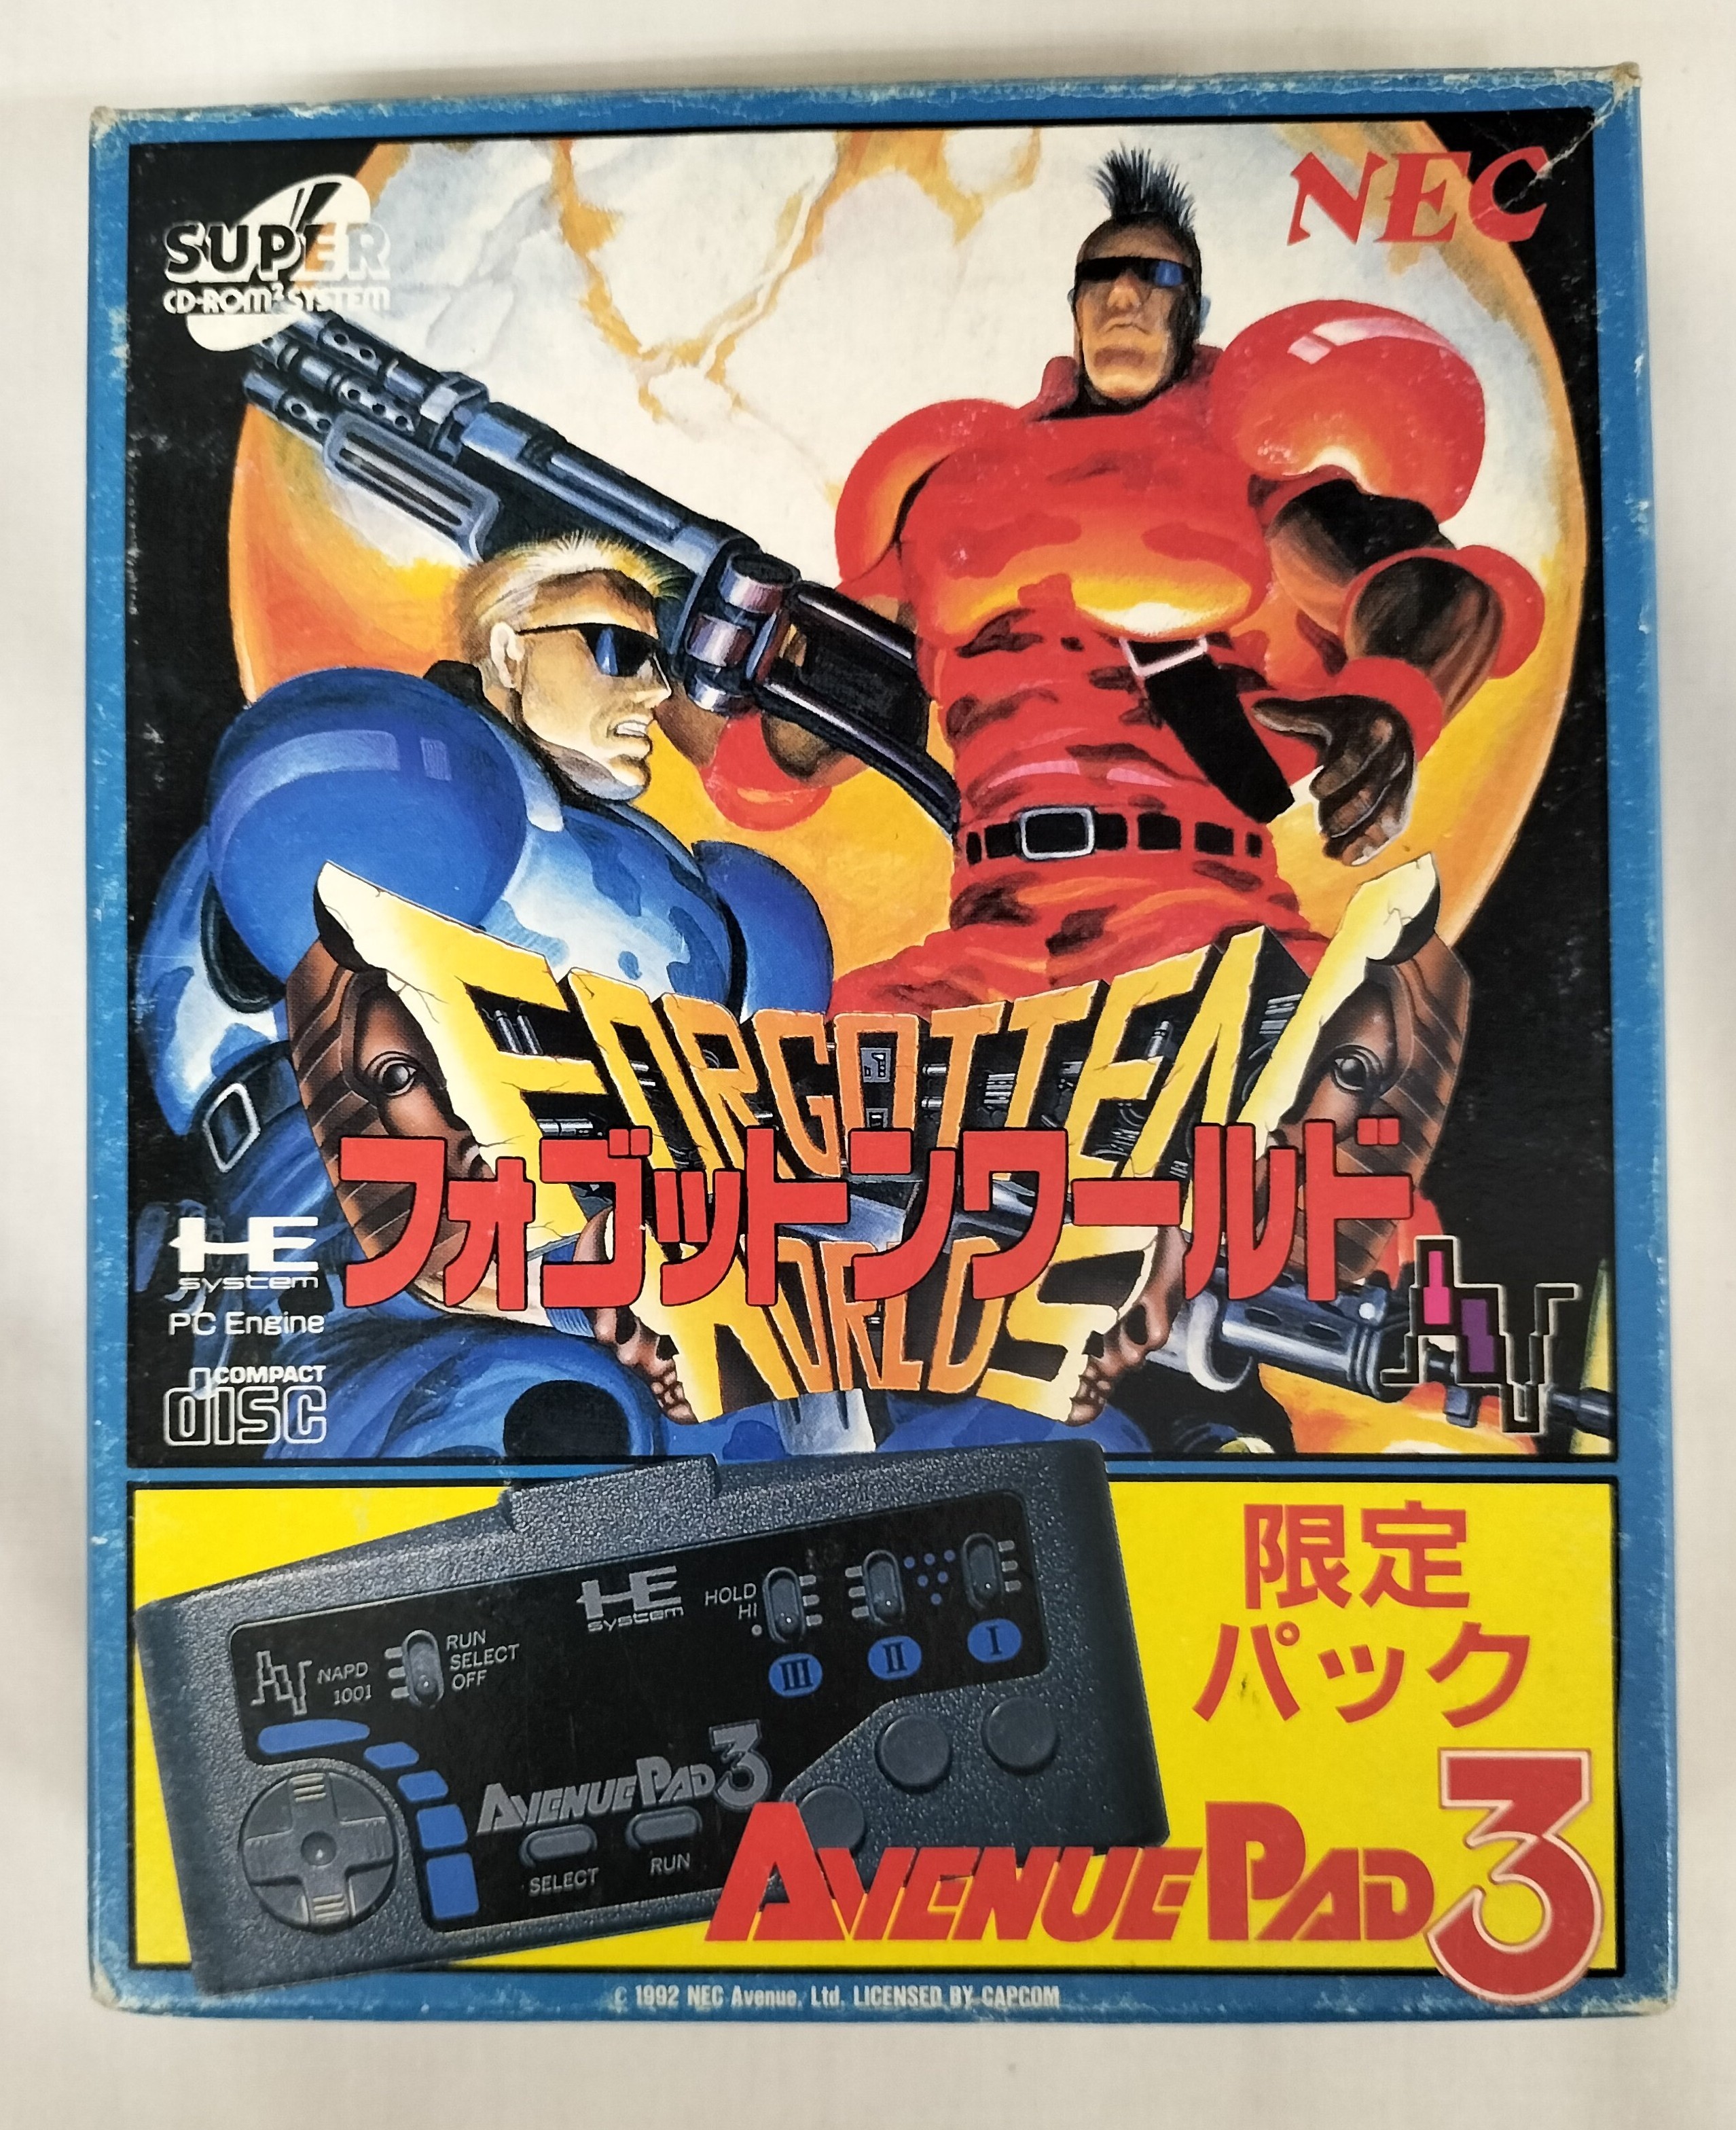 NEC
SUPER
CD-ROM² SYSTEM
FORGOTTEN
フォゴットンワールド
WORLDS
HE
system
PC Engine
COMPACT
disc
AV
限定
パック
HE
system
HOLD
HI
III
II
I
AV
NAPD
1001
RUN
SELECT
OFF
AVENUE PAD 3
SELECT
RUN
AVENUE PAD 3
© 1992 NEC Avenue, Ltd. LICENSED BY CAPCOM